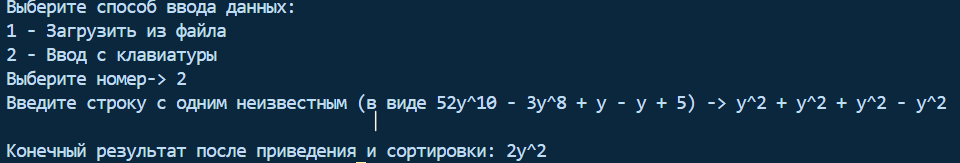 Выберите способ ввода данных:
1 - Загрузить из файла
2 - Ввод с клавиатуры
Выберите номер-> 2
Введите строку с одним неизвестным (в виде 52y^10 - 3y^8 + y - y + 5) -> y^2 + y^2 + y^2 - y^2
Конечный результат после приведения и сортировки: 2y^2